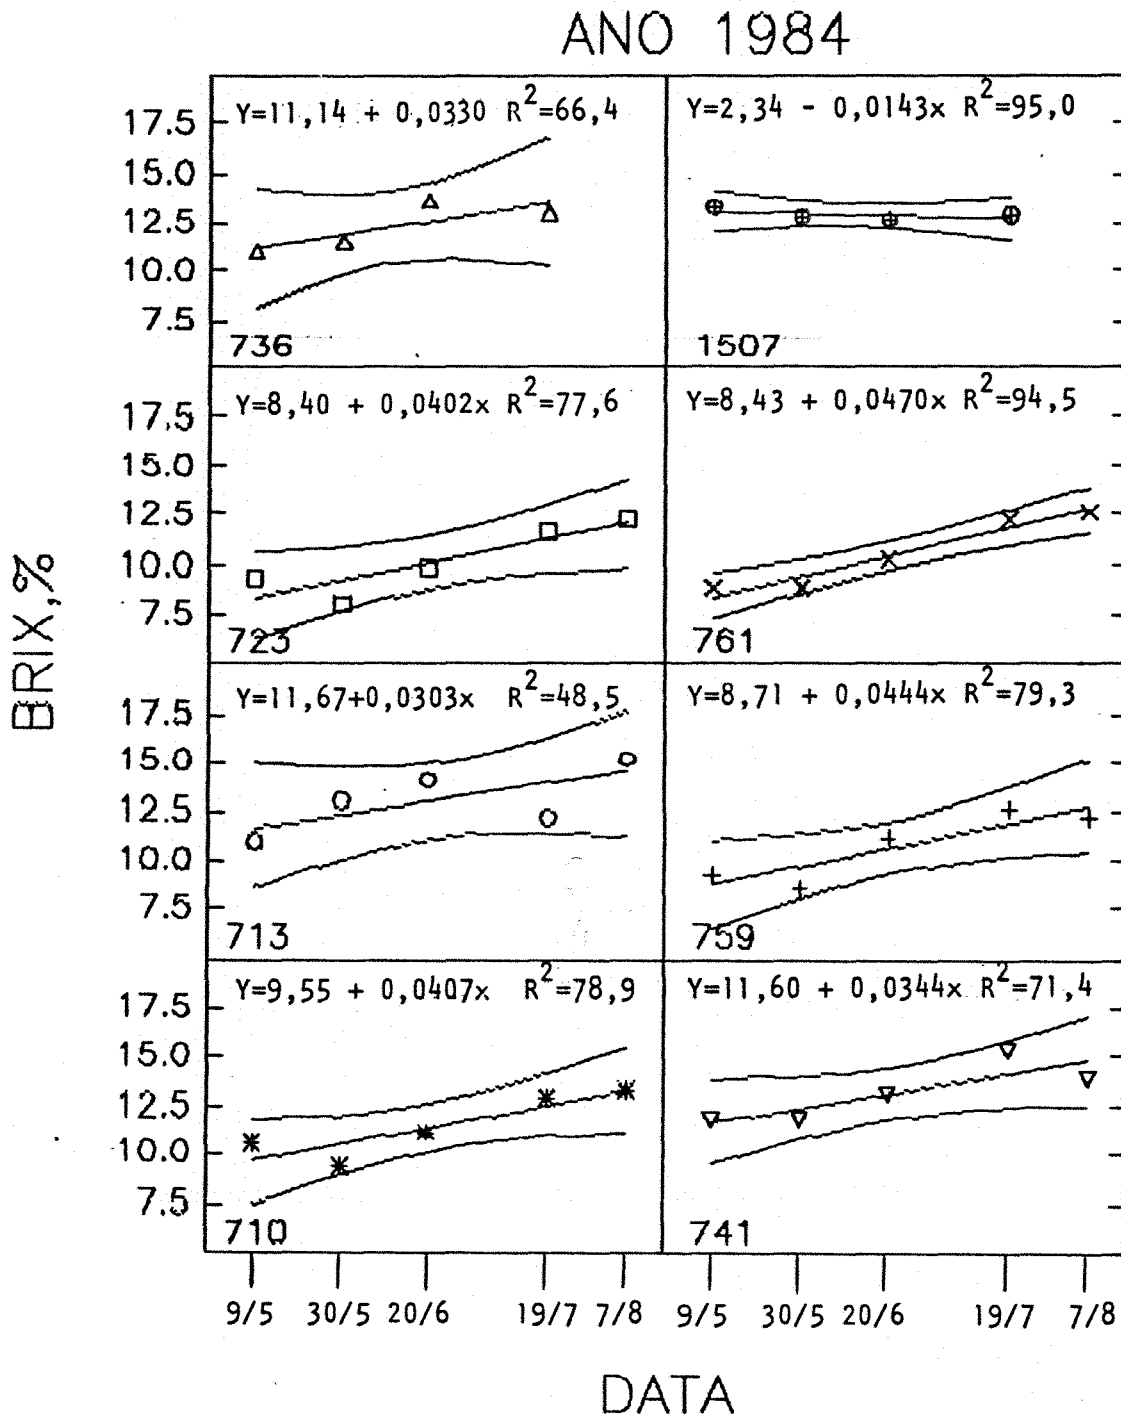 ANO 1984
BRIX,%
Y=11,14 + 0,0330 R²=66,4
17.5
15.0
12.5
10.0
7.5
736
Y=2,34 - 0,0143x R²=95,0
1507
Y=8,40 + 0,0402x R²=77,6
17.5
15.0
12.5
10.0
7.5
723
Y=8,43 + 0,0470x R²=94,5
761
Y=11,67+0,0303x R²=48,5
17.5
15.0
12.5
10.0
7.5
713
Y=8,71 + 0,0444x R²=79,3
759
Y=9,55 + 0,0407x R²=78,9
17.5
15.0
12.5
10.0
7.5
710
Y=11,60 + 0,0344x R²=71,4
741
9/5 30/5 20/6 19/7 7/8 9/5 30/5 20/6 19/7 7/8
DATA